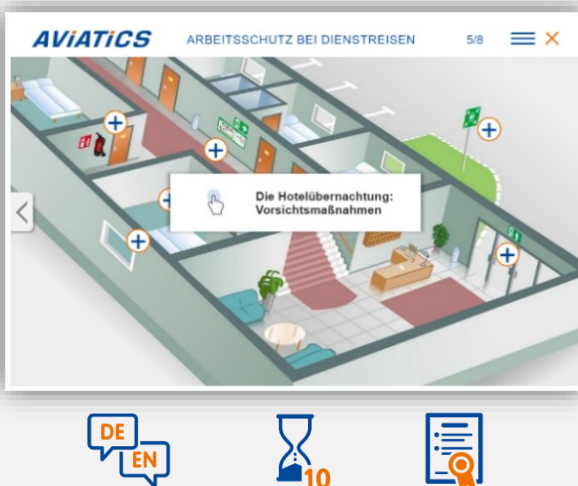 AViATiCS
ARBEITSSCHUTZ BEI DIENSTREISEN
5/8
Die Hotelübernachtung:
Vorsichtsmaßnahmen
DE
EN
10